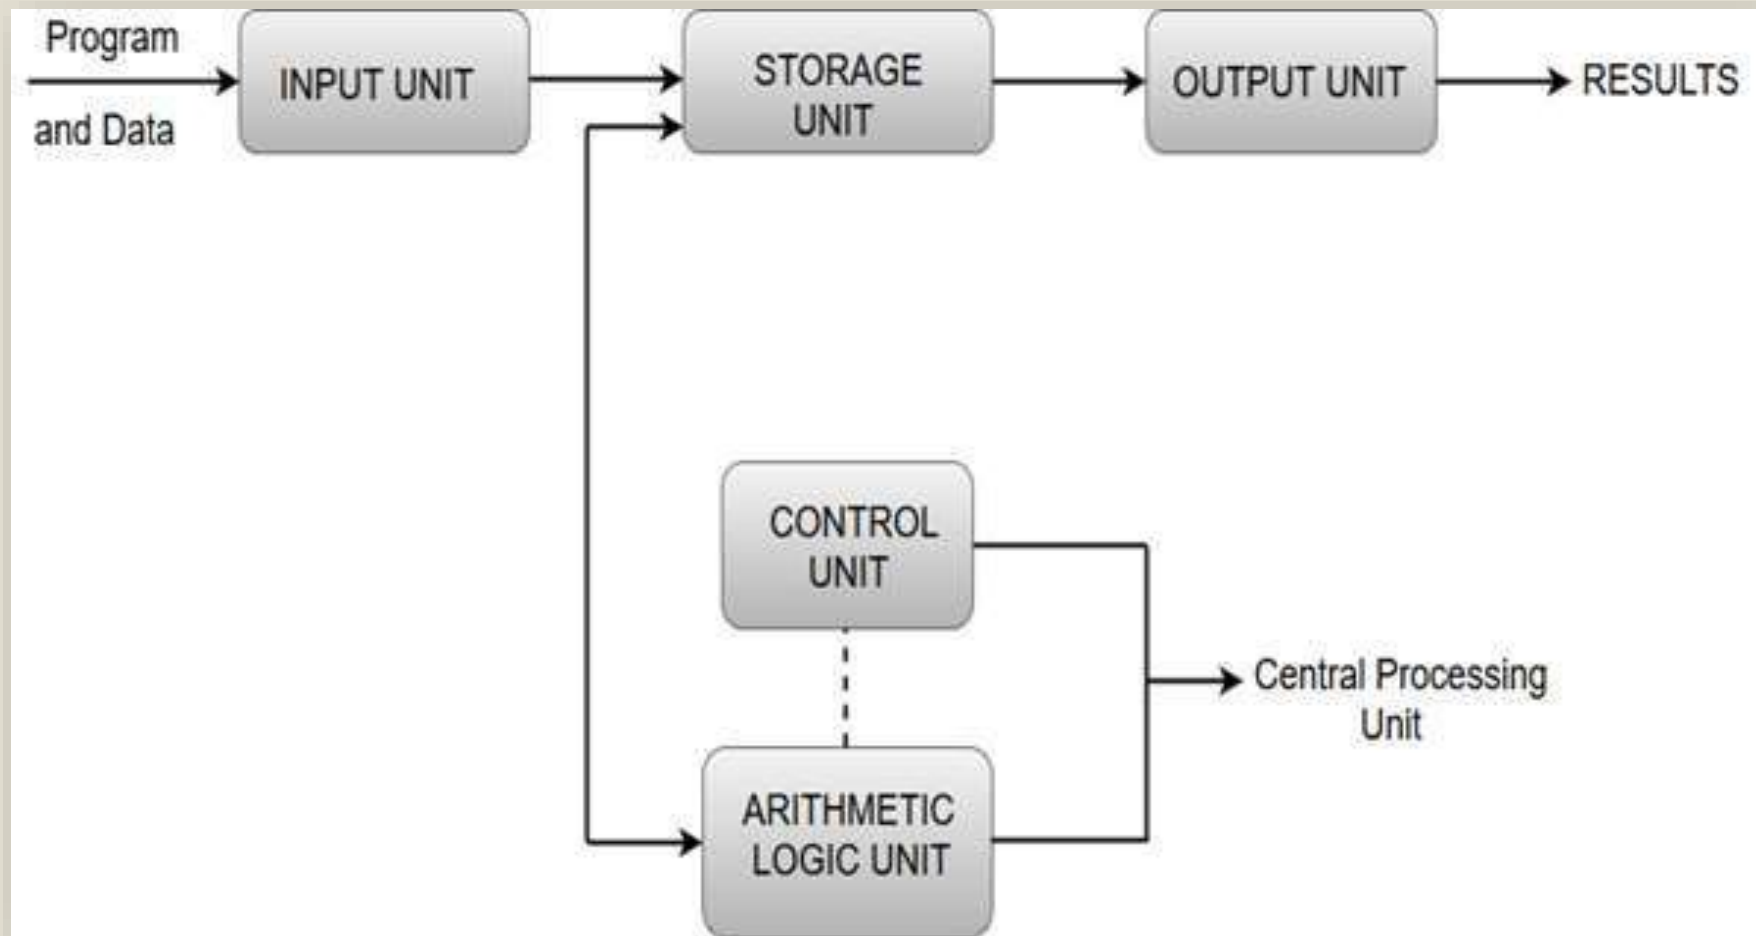 Program
and Data
INPUT UNIT
STORAGE
UNIT
OUTPUT UNIT
RESULTS
CONTROL
UNIT
Central Processing
Unit
ARITHMETIC
LOGIC UNIT